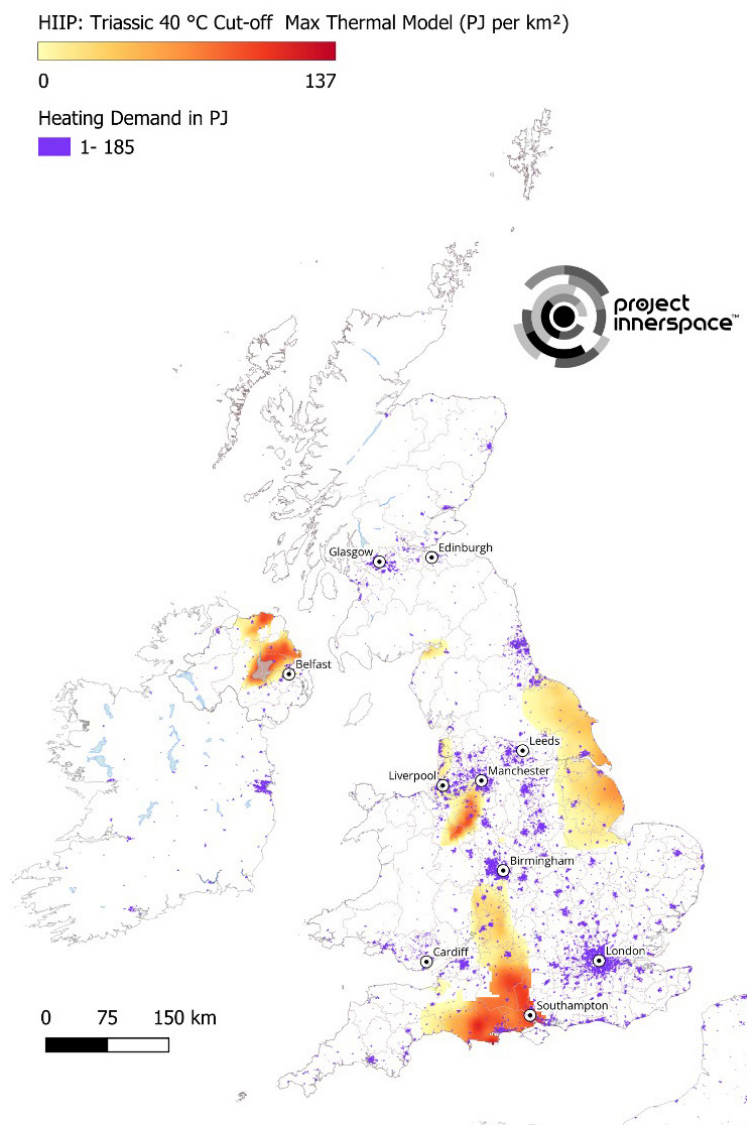 HIIP: Triassic 40 °C Cut-off  Max Thermal Model (PJ per km²)
0 137
Heating Demand in PJ
1- 185
project
innerspace™
Glasgow
Edinburgh
Belfast
Leeds
Liverpool
Manchester
Birmingham
Cardiff
London
0 75 150 km
Southampton